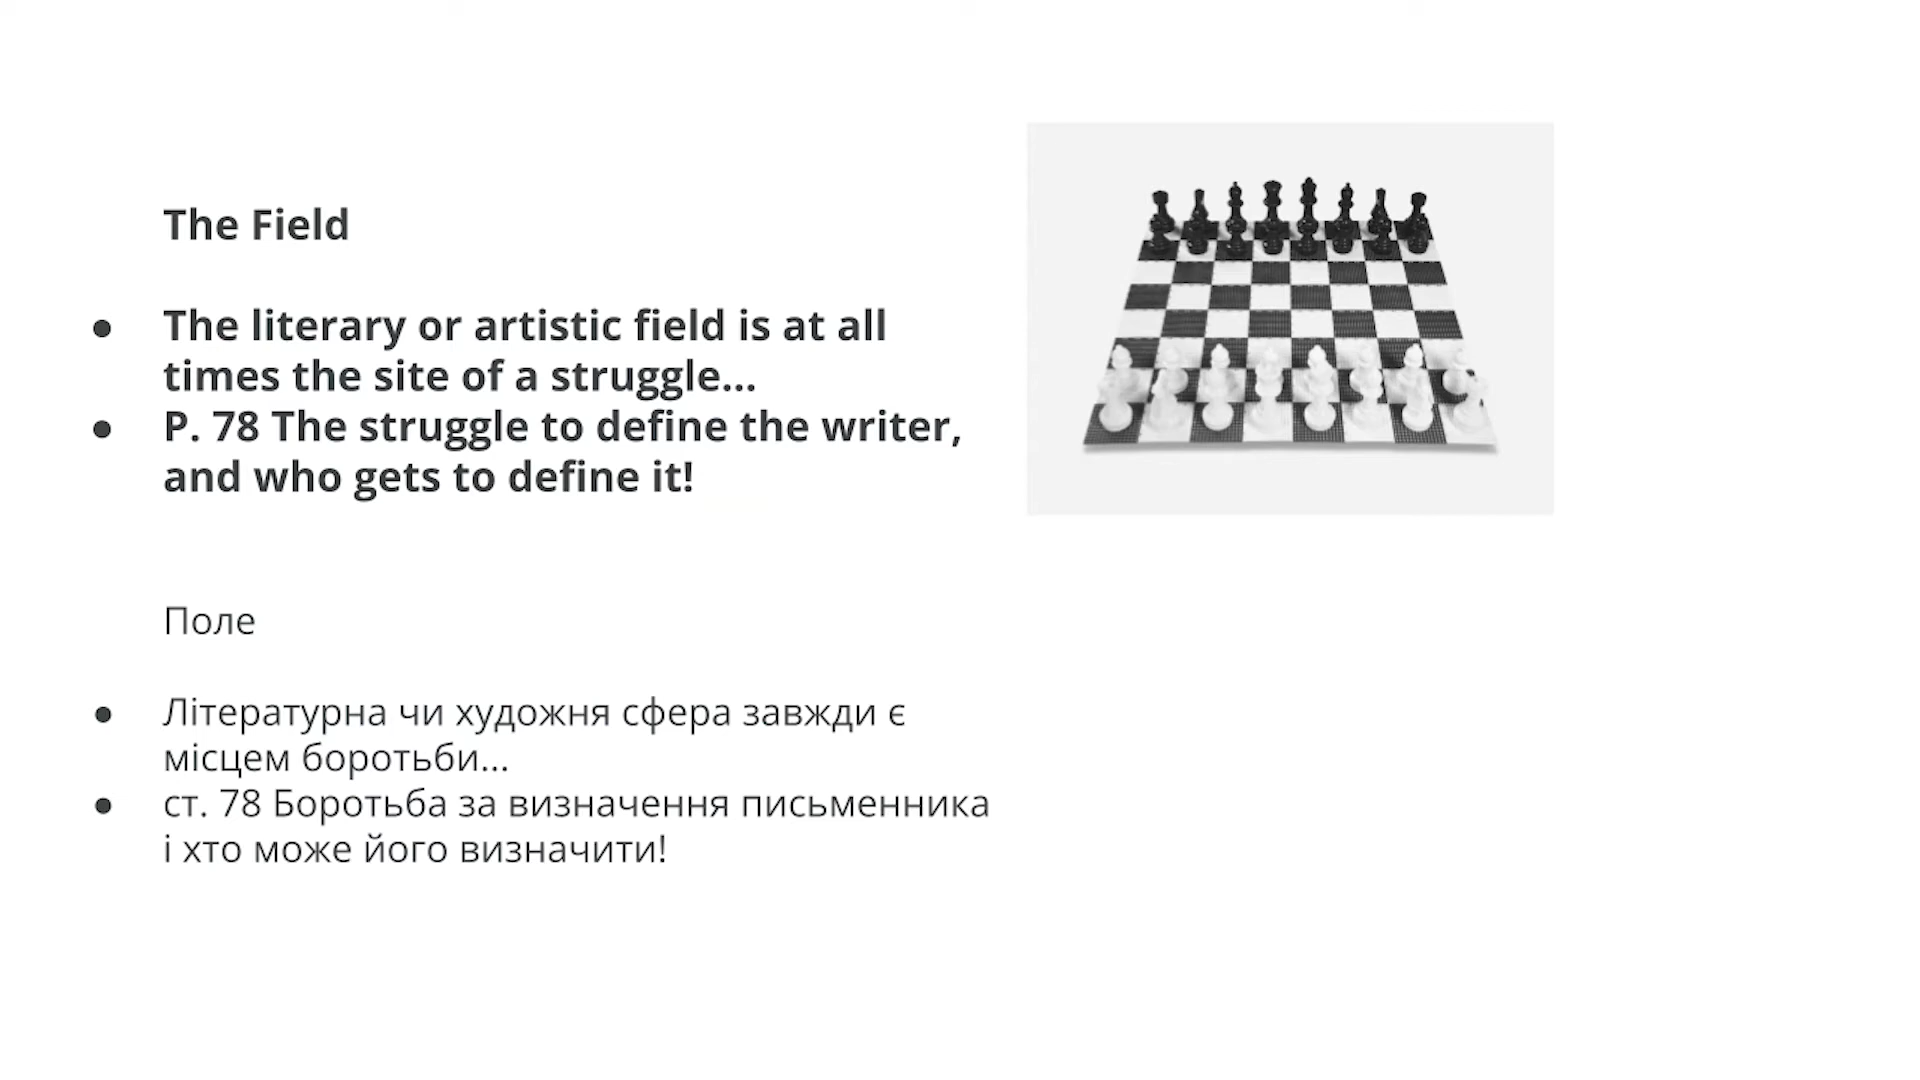 The Field
● The literary or artistic field is at all
times the site of a struggle...
● P. 78 The struggle to define the writer,
and who gets to define it!
Поле
● Літературна чи художня сфера завжди є
місцем боротьби...
● ст. 78 Боротьба за визначення письменника
і хто може його визначити!